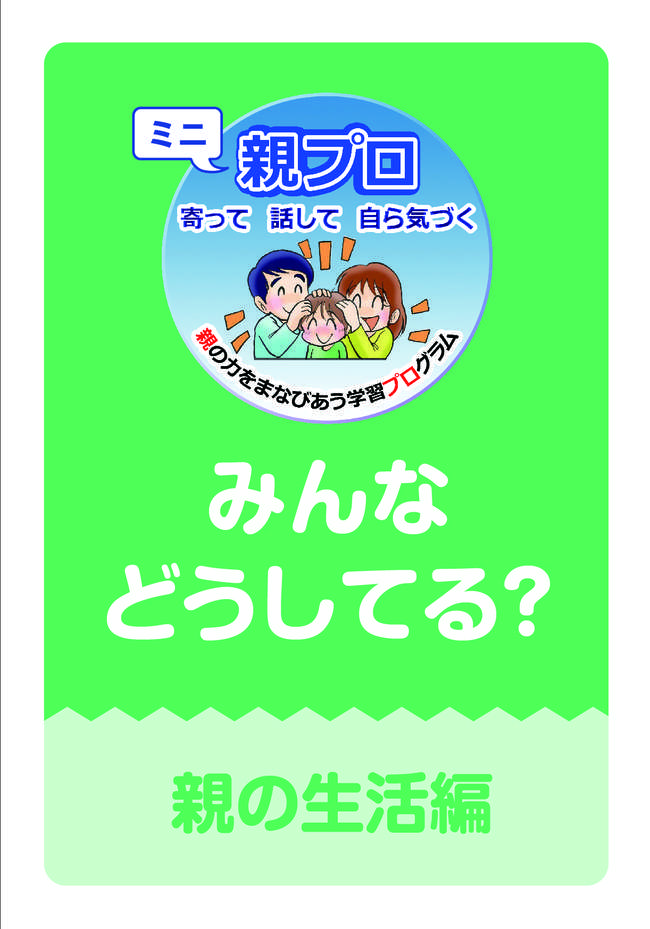 ミニ
親プロ
寄って 話して 自ら気づく
親の力をまなびあう学習プログラム
みんな
どうしてる?
親の生活編